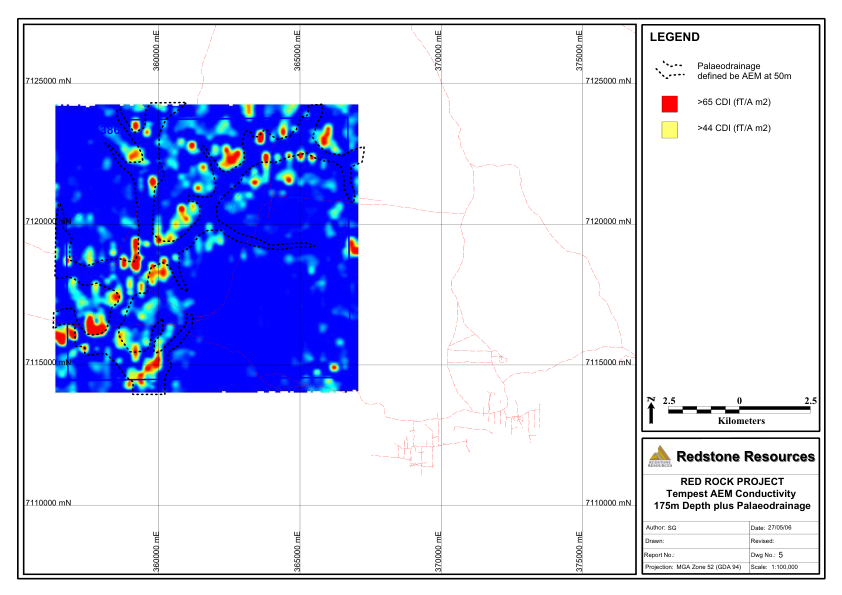 360000 mE
365000 mE
370000 mE
375000 mE
7125000 mN
7125000 mN
7120000 mN
7120000 mN
7115000 mN
7115000 mN
7110000 mN
7110000 mN
360000 mE
365000 mE
370000 mE
375000 mE
LEGEND
Palaeodrainage
defined be AEM at 50m
>65 CDI (fT/A m2)
>44 CDI (fT/A m2)
N
2.5 0 2.5
Kilometers
REDSTONE
RESOURCES
Redstone Resources
RED ROCK PROJECT
Tempest AEM Conductivity
175m Depth plus Palaeodrainage
Author: SG
Date: 27/05/06
Drawn:
Revised:
Report No.:
Dwg No.: 5
Projection: MGA Zone 52 (GDA 94)
Scale: 1:100,000